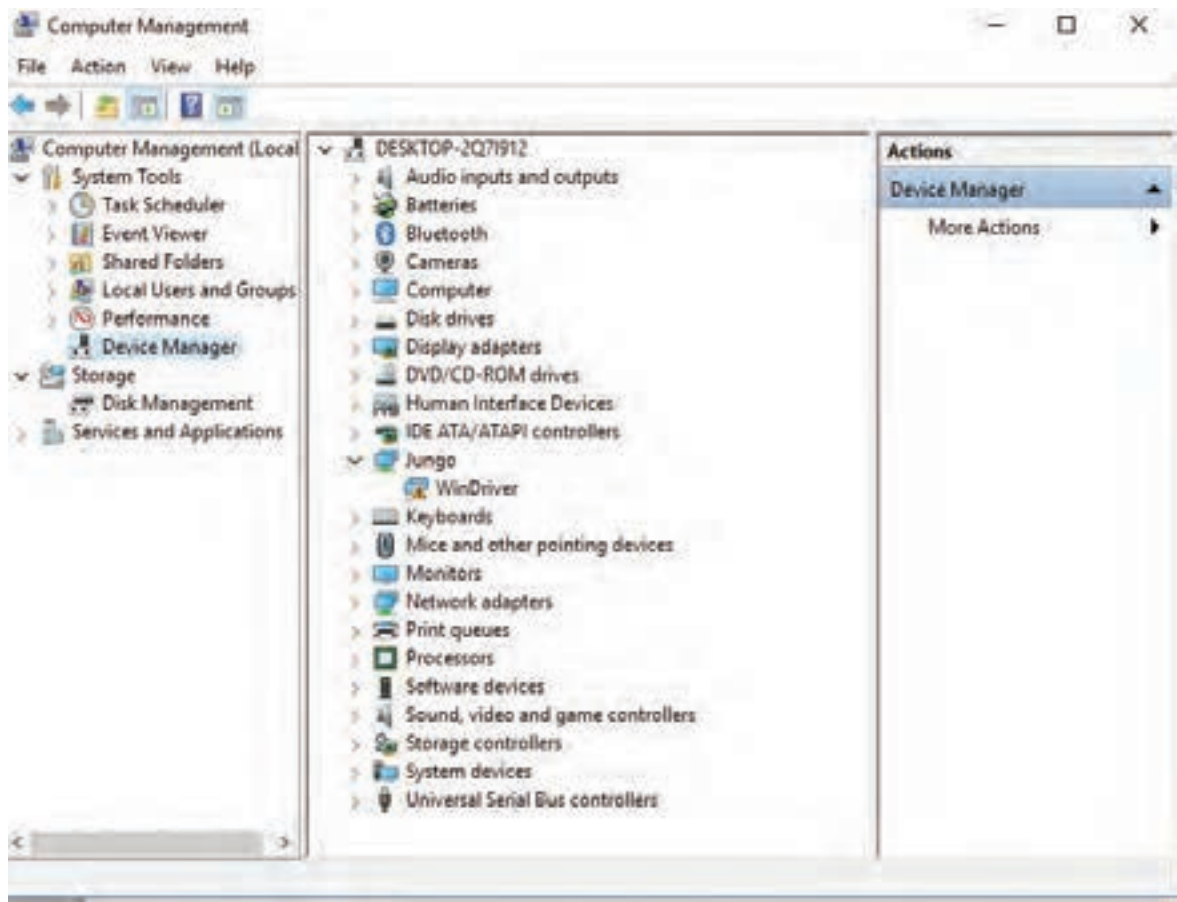 Computer Management
File Action View Help
Computer Management (Local
System Tools
Task Scheduler
Event Viewer
Shared Folders
Local Users and Groups
Performance
Device Manager
Storage
Disk Management
Services and Applications
DESKTOP-2Q7I912
Audio inputs and outputs
Batteries
Bluetooth
Cameras
Computer
Disk drives
Display adapters
DVD/CD-ROM drives
Human Interface Devices
IDE ATA/ATAPI controllers
Jungo
WinDriver
Keyboards
Mice and other pointing devices
Monitors
Network adapters
Print queues
Processors
Software devices
Sound, video and game controllers
Storage controllers
System devices
Universal Serial Bus controllers
Actions
Device Manager
More Actions